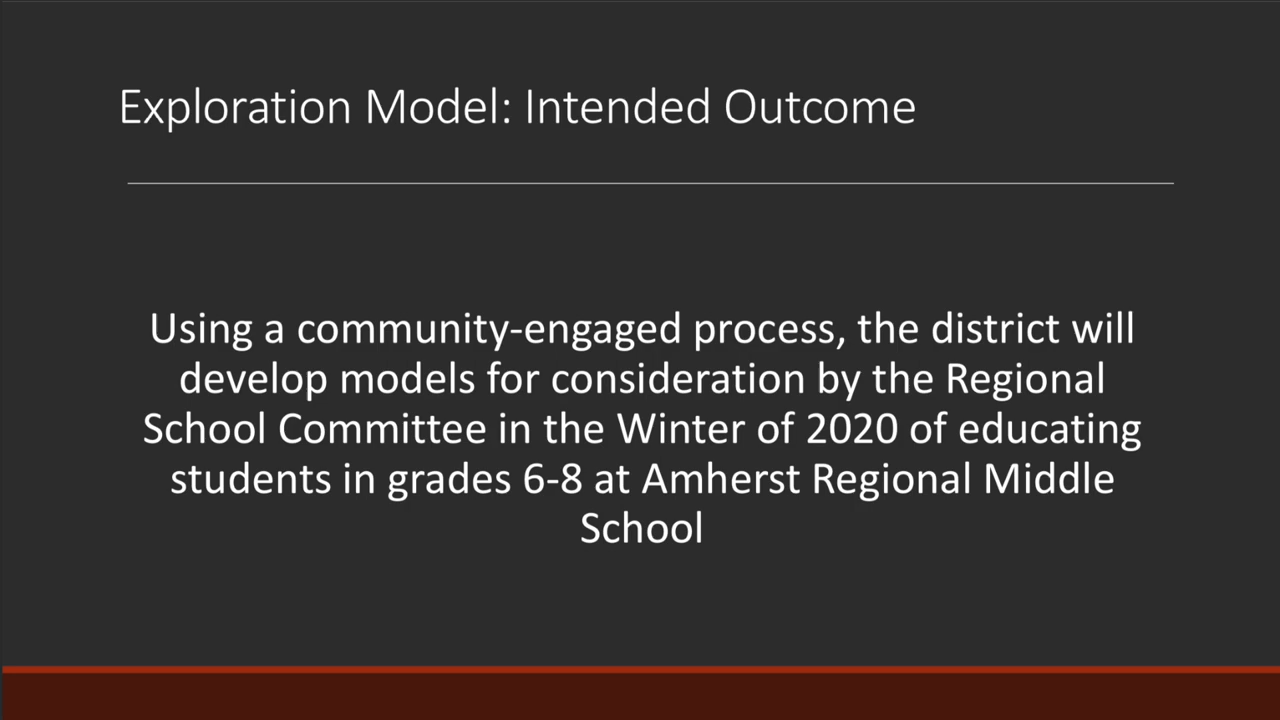 Exploration Model: Intended Outcome
Using a community-engaged process, the district will
develop models for consideration by the Regional
School Committee in the Winter of 2020 of educating
students in grades 6-8 at Amherst Regional Middle
School